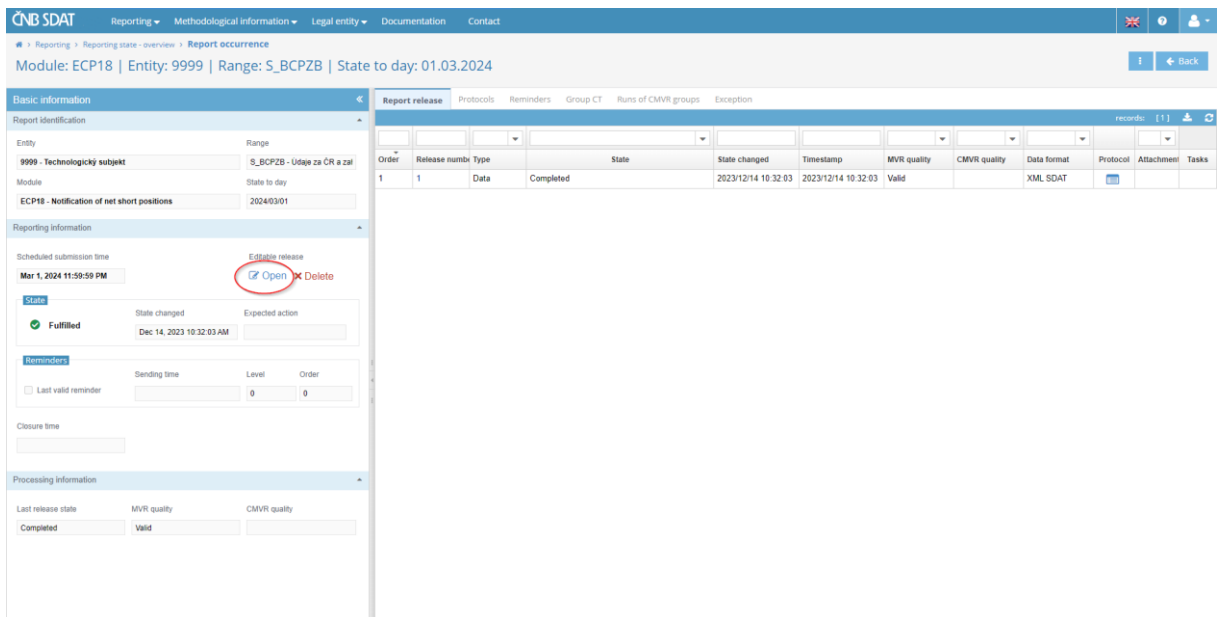 ČNB SDAT Reporting Methodological information Legal entity Documentation Contact
Reporting › Reporting state - overview › Report occurrence
Module: ECP18 | Entity: 9999 | Range: S_BCPZB | State to day: 01.03.2024
Back
Basic information
Report identification
Entity Range
9999 - Technologický subjekt S_BCPZB - Údaje za ČR a zal
Module State to day
ECP18 - Notification of net short positions 2024/03/01
Reporting information
Scheduled submission time Editable release
Mar 1, 2024 11:59:59 PM Open Delete
State
State changed Expected action
Fulfilled Dec 14, 2023 10:32:03 AM
Reminders
Sending time Level Order
Last valid reminder 0 0
Closure time
Processing information
Last release state MVR quality CMVR quality
Completed Valid
Report release Protocols Reminders Group CT Runs of CMVR groups Exception
records: [1]
Order Release numbe Type State State changed Timestamp MVR quality CMVR quality Data format Protocol Attachmen Tasks
1 1 Data Completed 2023/12/14 10:32:03 2023/12/14 10:32:03 Valid XML SDAT